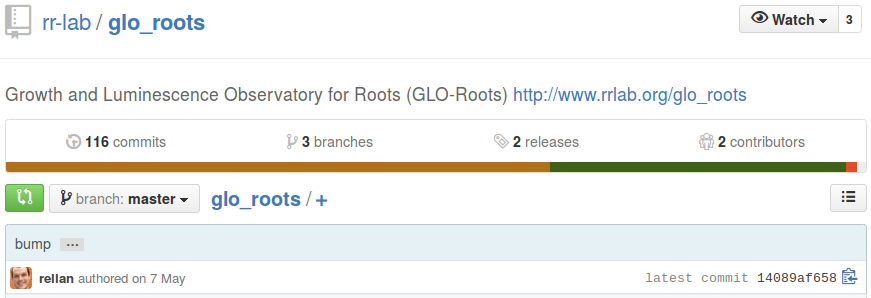 rr-lab / glo_roots
Watch 3
Growth and Luminescence Observatory for Roots (GLO-Roots) http://www.rrlab.org/glo_roots
116 commits 3 branches 2 releases 2 contributors
branch: master glo_roots / +
bump ...
rellan authored on 7 May latest commit 14089af658